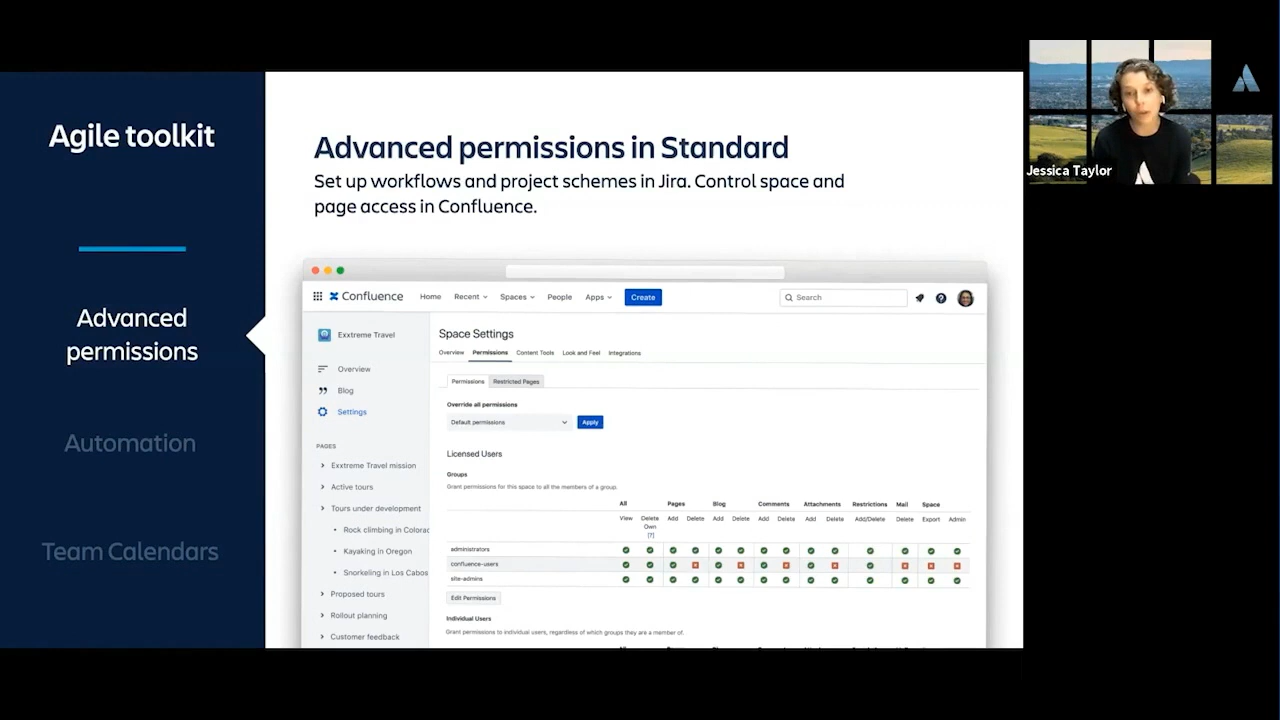 Agile toolkit
Advanced
permissions
Automation
Team Calendars
Advanced permissions in Standard
Set up workflows and project schemes in Jira. Control space and
page access in Confluence.
Confluence Home Recent Spaces People Apps Create Search
Exxtreme Travel
Overview
Blog
Settings
PAGES
Exxtreme Travel mission
Active tours
Tours under development
Rock climbing in Colorac
Kayaking in Oregon
Snorkeling in Los Cabos
Proposed tours
Rollout planning
Customer feedback
Space Settings
Overview Permissions Content Tools Look and Feel Integrations
Permissions Restricted Pages
Override all permissions
Default permissions Apply
Licensed Users
Groups
Grant permissions for this space to all the members of a group.
All Pages Blog Comments Attachments Restrictions Mail Space
View Delete Own [?] Add Delete Add Delete Add Delete Add Delete Add/Delete Delete Export Admin
administrators
confluence-users
site-admins
Edit Permissions
Individual Users
Grant permissions to individual users, regardless of which groups they are a member of.
Jessica Taylor